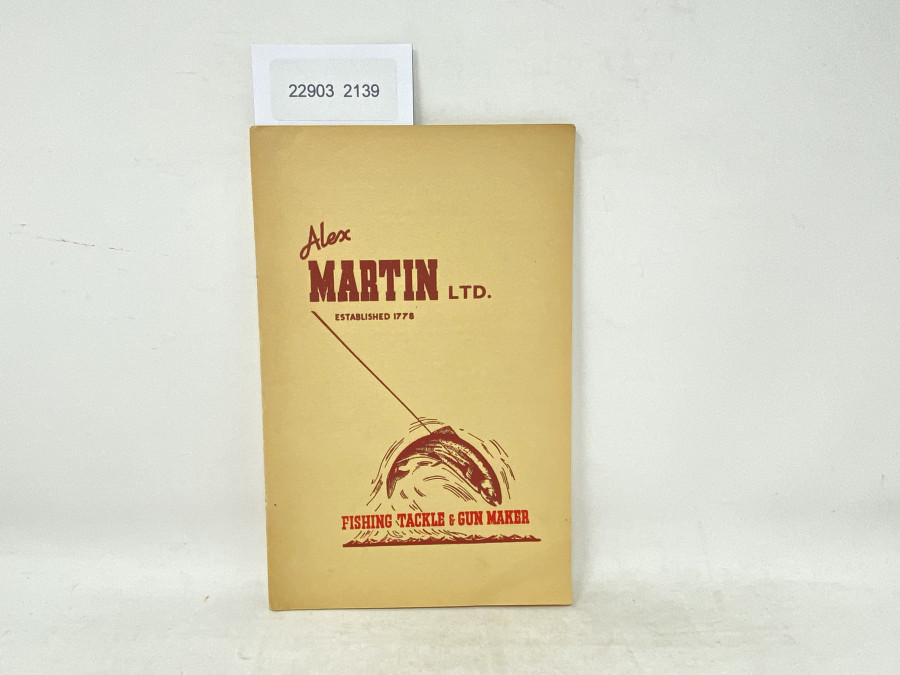 22903 2139
Alex
MARTIN LTD.
ESTABLISHED 1778
FISHING TACKLE & GUN MAKER